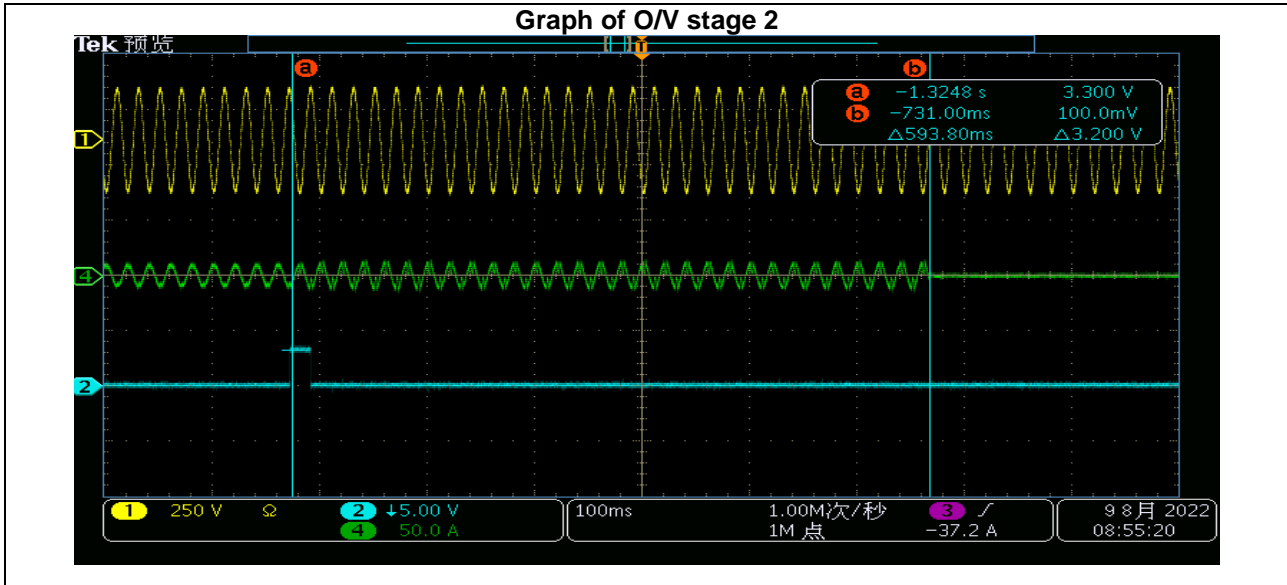 Graph of O/V stage 2
Tek 预览
T
a
b
a -1.3248 s 3.300 V
b -731.00ms 100.0mV
△593.80ms △3.200 V
1
4
2
1 250 V Ω 2 ↓5.00 V 100ms 1.00M次/秒 3 ∫ 9 8月 2022
4 50.0 A 1M 点 -37.2 A 08:55:20